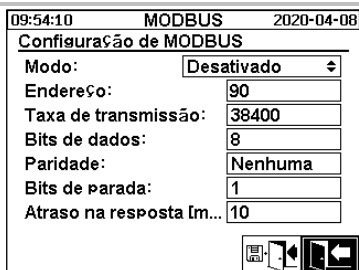 09:54:10 MODBUS 2020-04-08
Configuração de MODBUS
Modo: Desativado
Endereço: 90
Taxa de transmissão: 38400
Bits de dados: 8
Paridade: Nenhuma
Bits de parada: 1
Atraso na resposta [m... 10